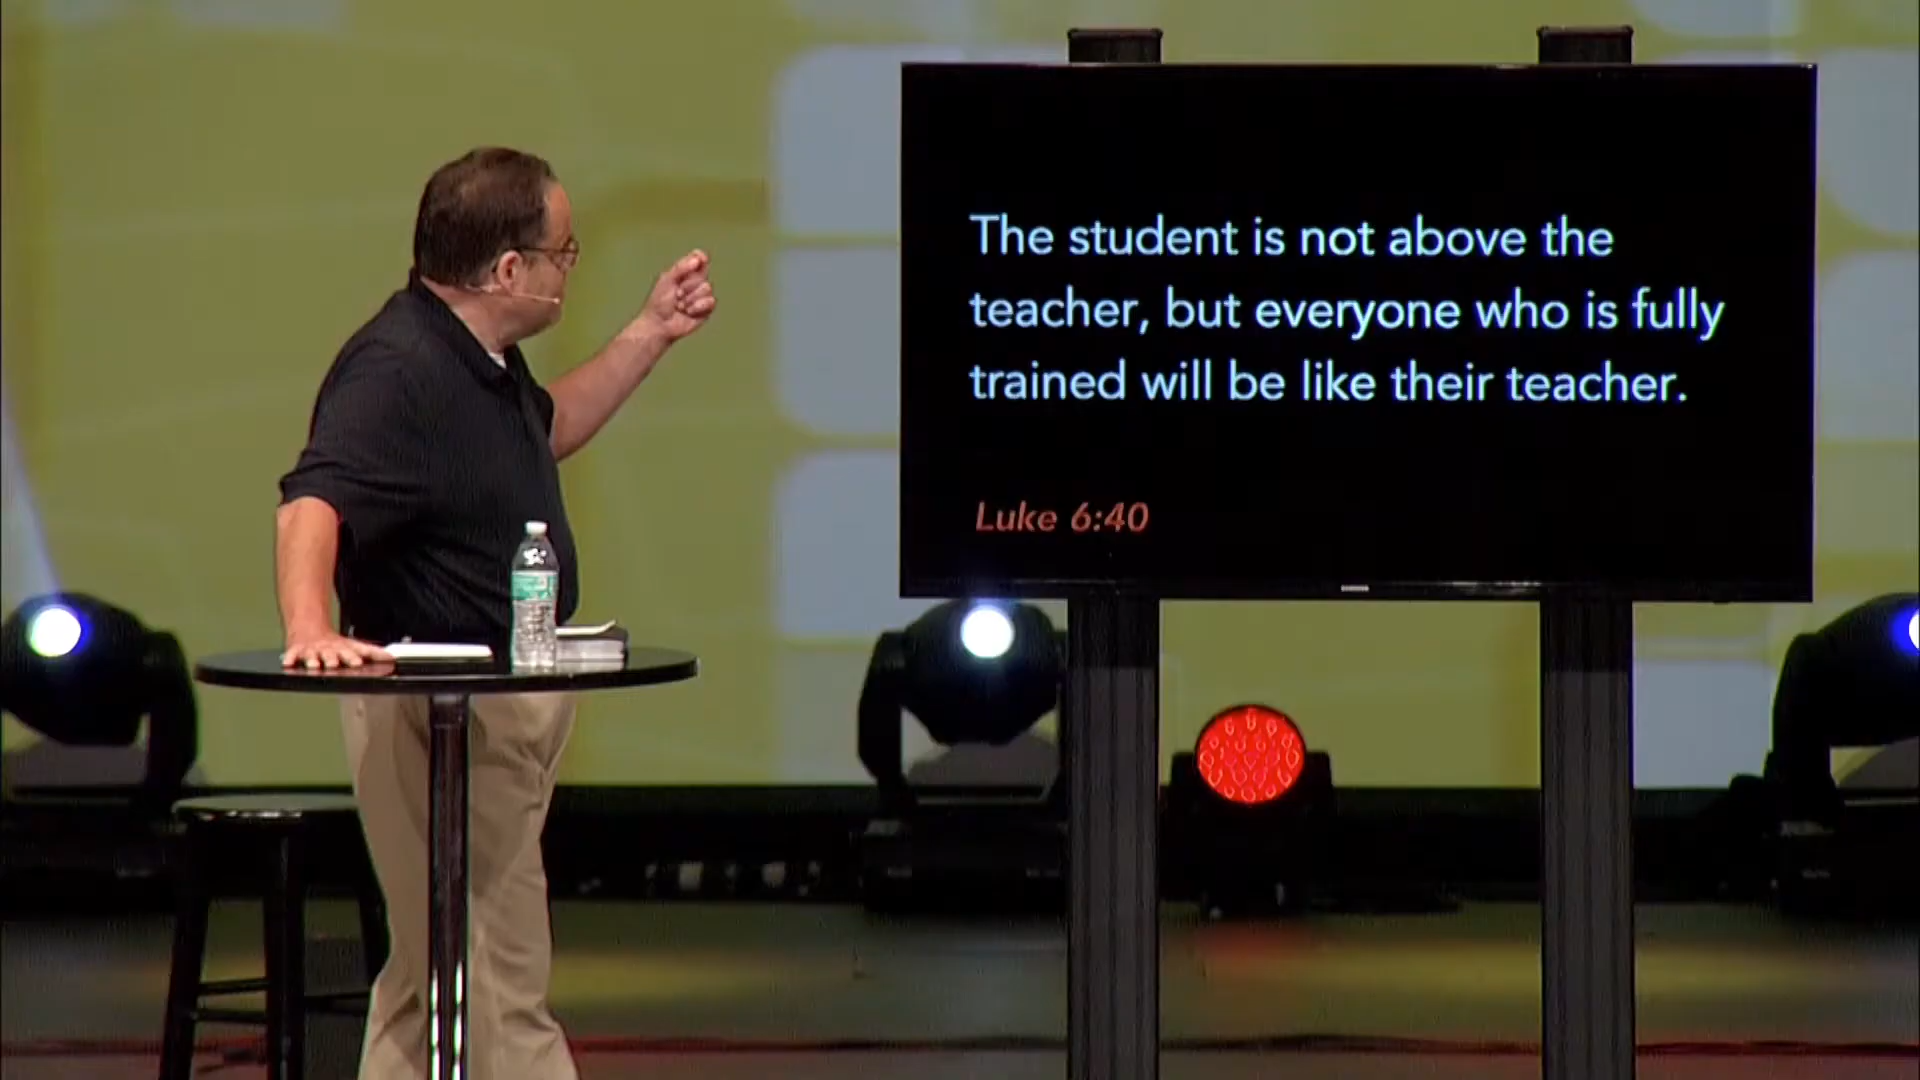 The student is not above the
teacher, but everyone who is fully
trained will be like their teacher.
Luke 6:40